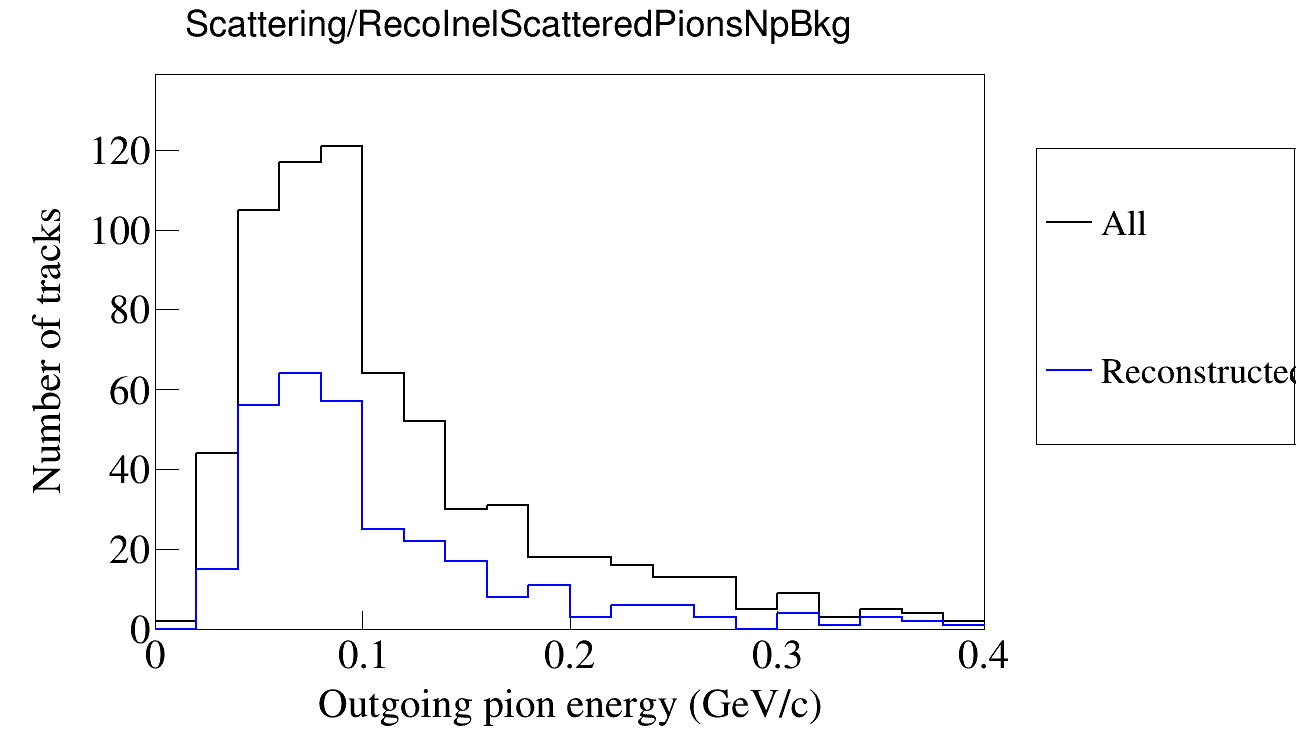 Scattering/RecoInelScatteredPionsNpBkg
120
100
80
60
40
20
0
0 0.1 0.2 0.3 0.4
Number of tracks
Outgoing pion energy (GeV/c)
All
Reconstructed